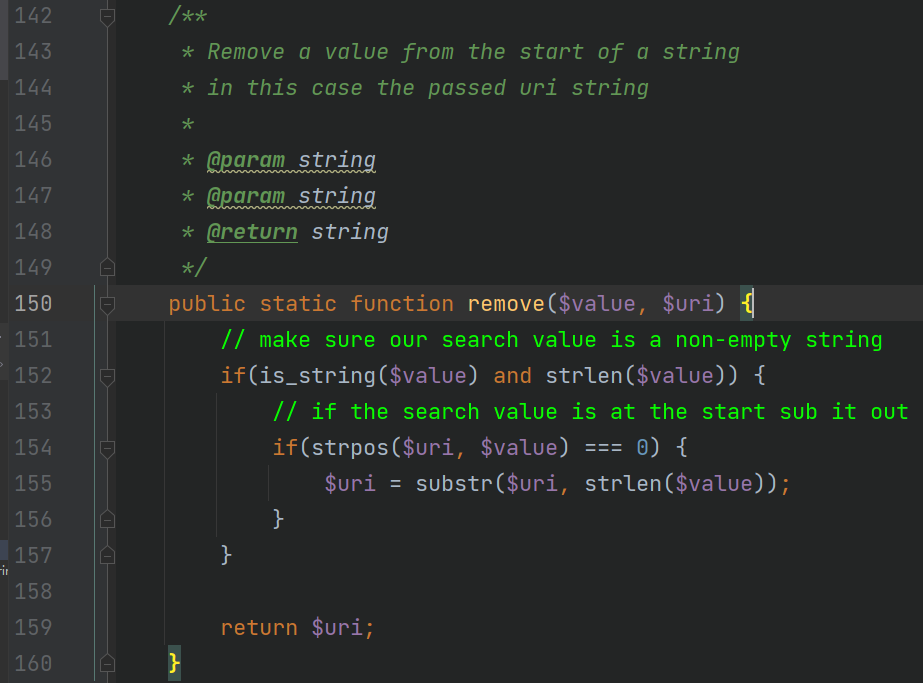 142 /**
143 * Remove a value from the start of a string
144 * in this case the passed uri string
145 *
146 * @param string
147 * @param string
148 * @return string
149 */
150 public static function remove($value, $uri) {
151 // make sure our search value is a non-empty string
152 if(is_string($value) and strlen($value)) {
153 // if the search value is at the start sub it out
154 if(strpos($uri, $value) === 0) {
155 $uri = substr($uri, strlen($value));
156 }
157 }
158
159 return $uri;
160 }